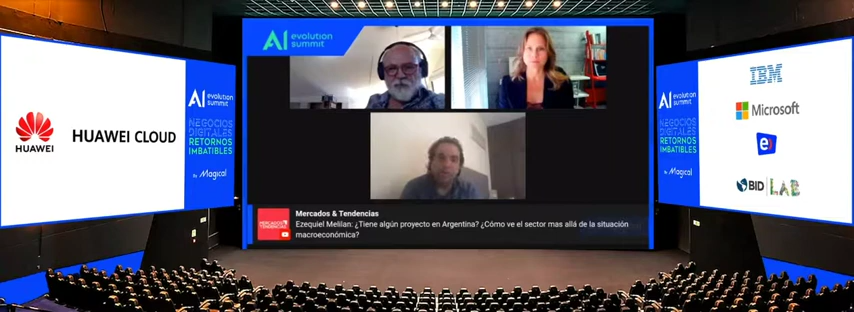 AI evolution summit
HUAWEI
HUAWEI CLOUD
AI evolution summit
NEGOCIOS
DIGITALES
RETORNOS
IMBATIBLES
By Magical
MERCADOS & TENDENCIAS
Mercados & Tendencias
Ezequiel Melilan: ¿Tiene algún proyecto en Argentina? ¿Cómo ve el sector mas allá de la situación
macroeconómica?
AI evolution summit
NEGOCIOS
DIGITALES
RETORNOS
IMBATIBLES
By Magical
IBM
Microsoft
e)
BID LAB